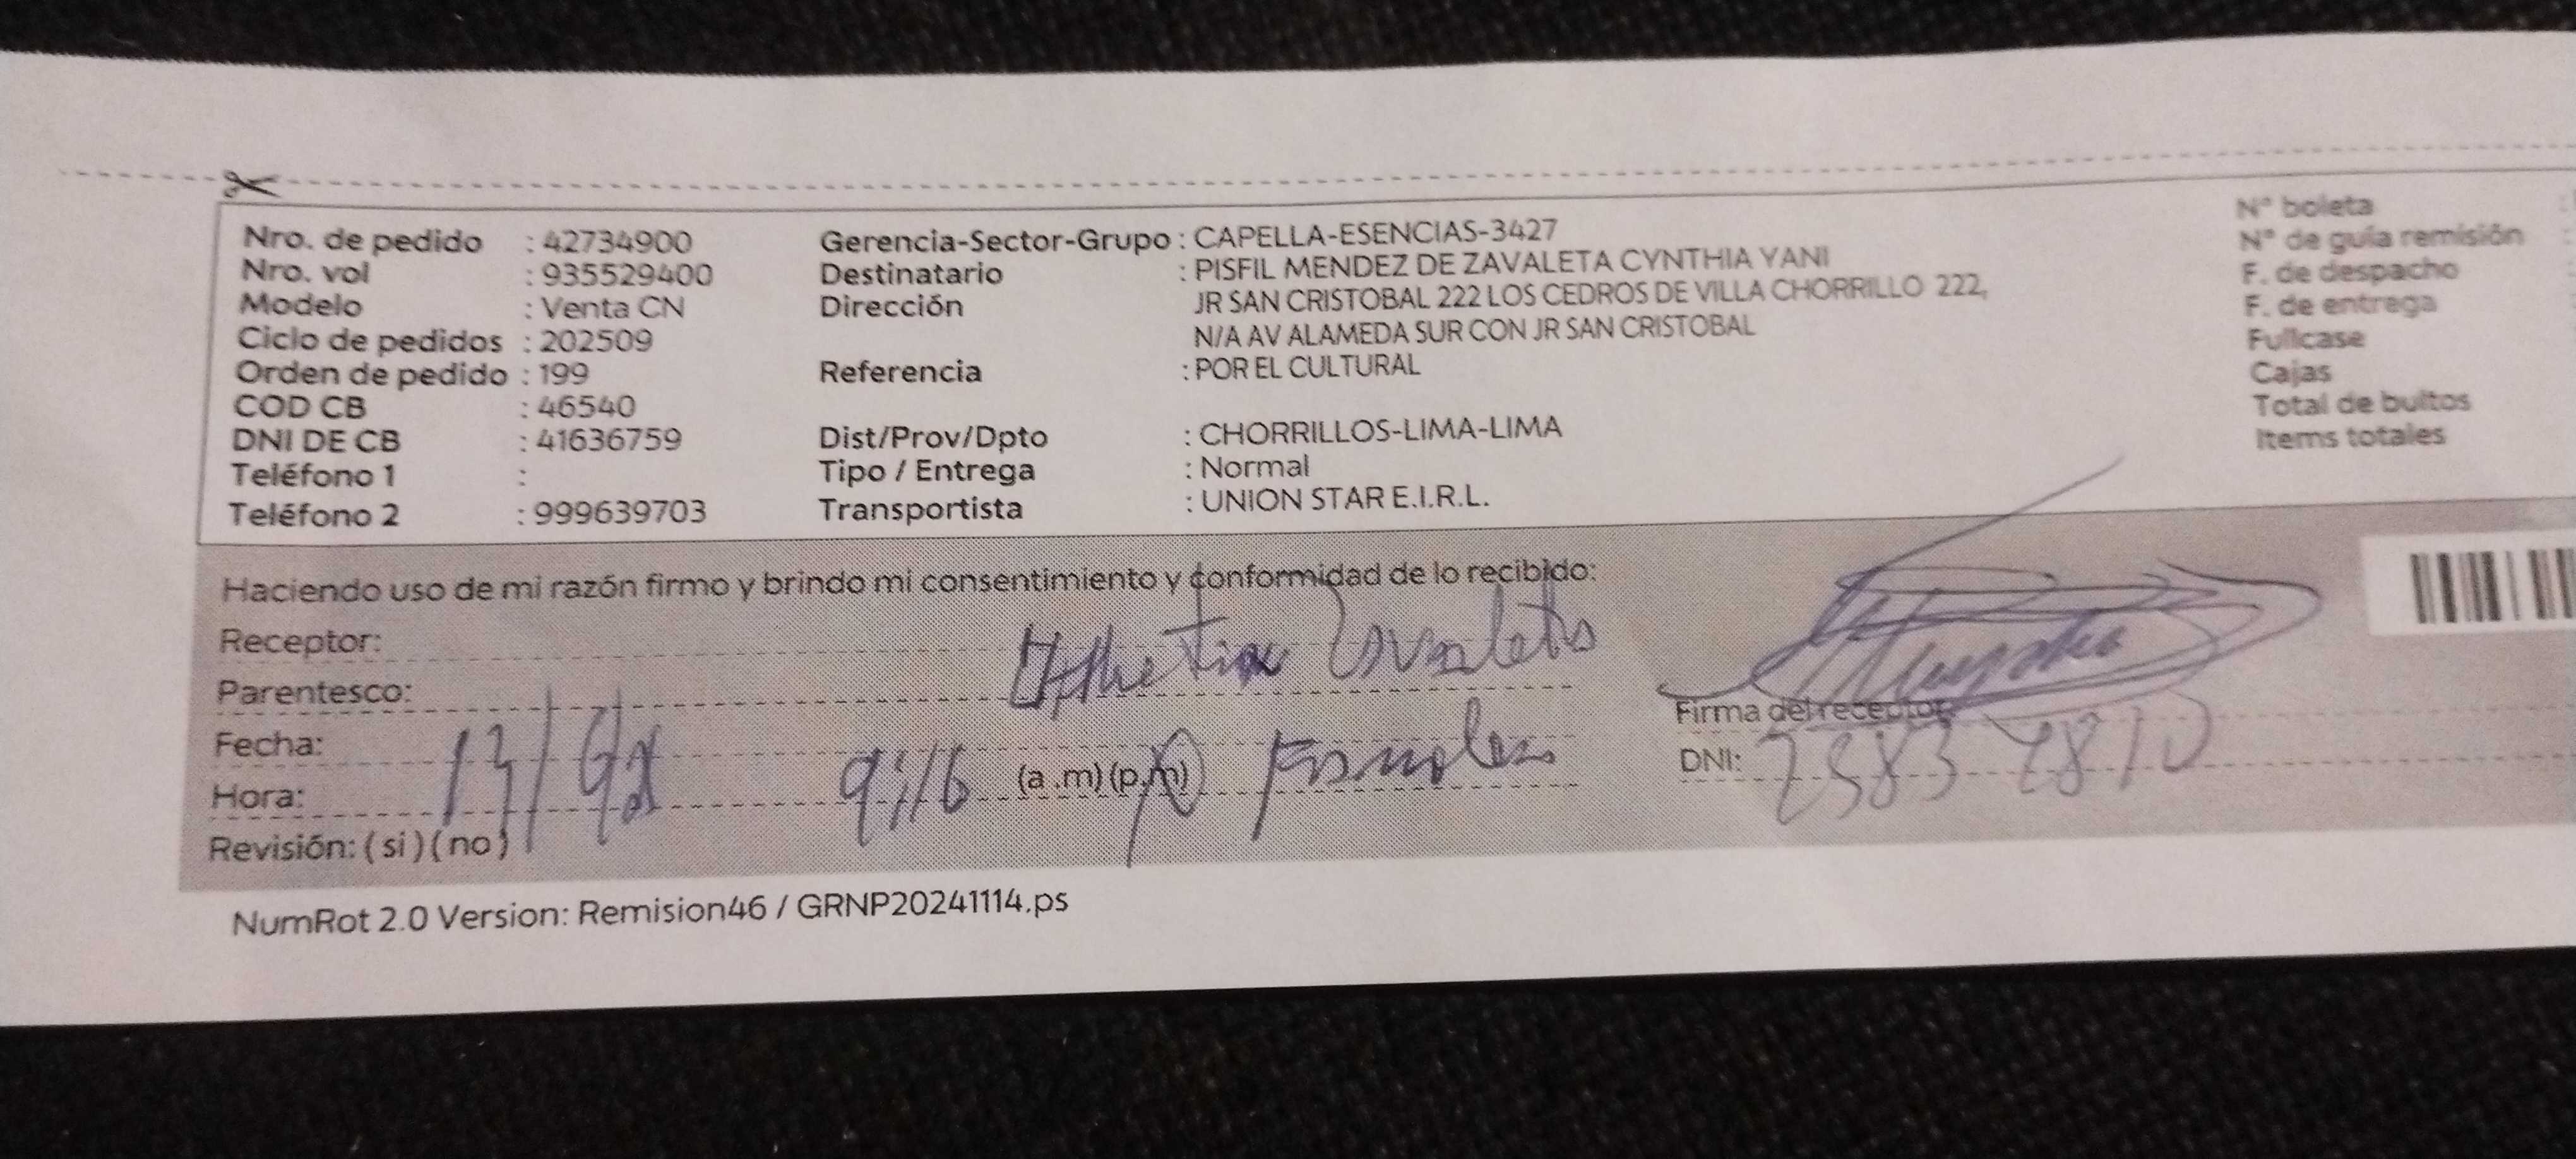 Nro. de pedido : 42734900
Nro. vol : 935529400
Modelo : Venta CN
Ciclo de pedidos : 202509
Orden de pedido : 199
COD CB : 46540
DNI DE CB : 41636759
Teléfono 1 :
Teléfono 2 : 999639703
Gerencia-Sector-Grupo : CAPELLA-ESENCIAS-3427
Destinatario : PISFIL MENDEZ DE ZAVALETA CYNTHIA YANI
Dirección JR SAN CRISTOBAL 222 LOS CEDROS DE VILLA CHORRILLO 222,
N/A AV ALAMEDA SUR CON JR SAN CRISTOBAL
Referencia : POR EL CULTURAL
Dist/Prov/Dpto : CHORRILLOS-LIMA-LIMA
Tipo / Entrega : Normal
Transportista : UNION STAR E.I.R.L.
N° boleta
N° de guía remisión
F. de despacho
F. de entrega
Fullcase
Cajas
Total de bultos
Items totales
Haciendo uso de mi razón firmo y brindo mi consentimiento y conformidad de lo recibido:
Receptor:
Parentesco:
Fecha:
Hora: (a.m)(p.m)
Revisión: (si)(no)
Firma del receptor
DNI:
NumRot 2.0 Version: Remision46 / GRNP20241114.ps